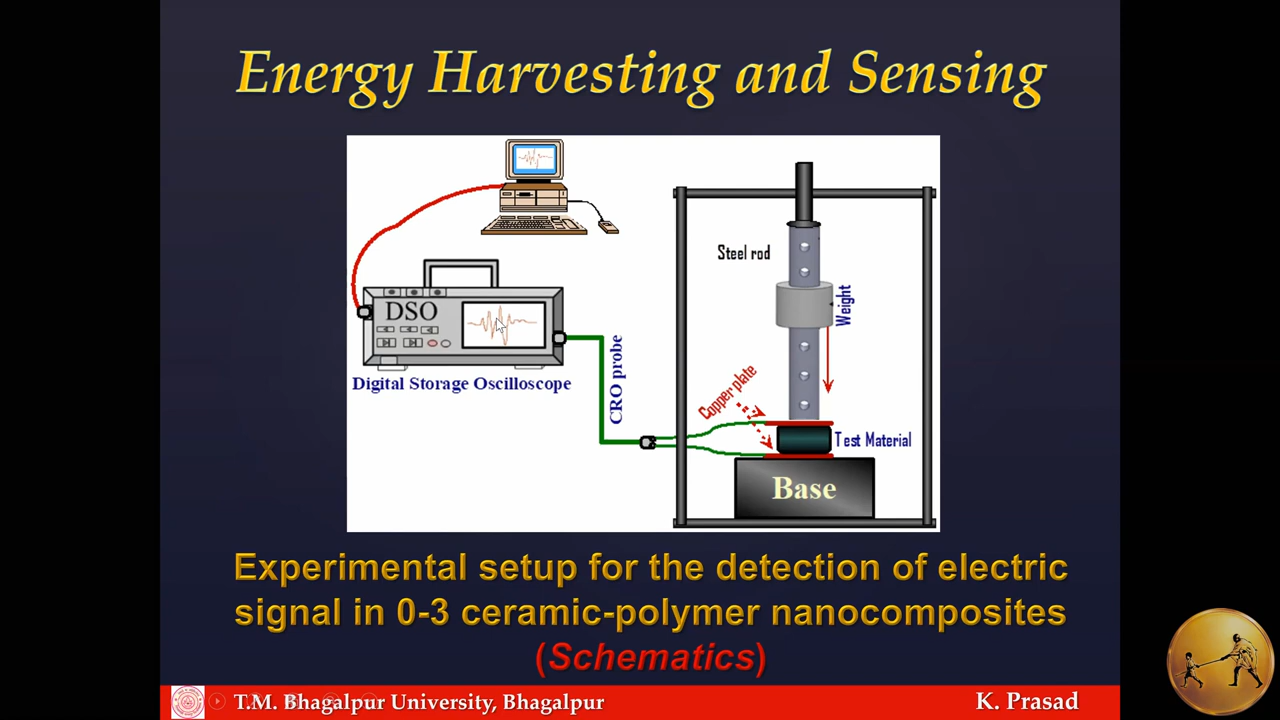 Energy Harvesting and Sensing
Steel rod
Weight
DSO
Digital Storage Oscilloscope
CRO probe
Copper plate
Test Material
Base
Experimental setup for the detection of electric
signal in 0-3 ceramic-polymer nanocomposites
(Schematics)
T.M. Bhagalpur University, Bhagalpur
K. Prasad